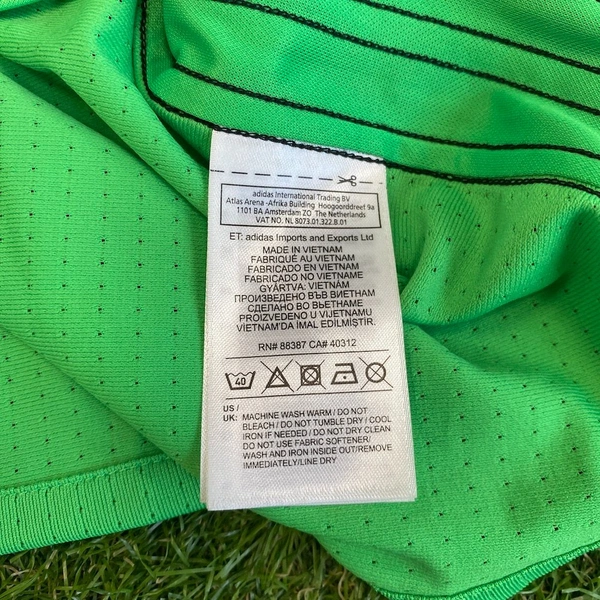 adidas International Trading BV
Atlas Arena -Afrika Building Hoogoorddreet 9a
1101 BA Amsterdam ZO The Netherlands
VAT NO. NL 8073.01.322.B.01
ET: adidas Imports and Exports Ltd
MADE IN VIETNAM
FABRIQUÉ AU VIETNAM
FABRICADO EN VIETNAM
FABRICADO NO VIETNAME
GYÁRTVA: VIETNÁM
ПРОИЗВЕДЕНО ВЪВ ВИЕТНАМ
СДЕЛАНО ВО ВЬЕТНАМЕ
PROIZVEDENO U VIJETNAMU
VİETNAM'DA IMAL EDİLMİŞTİR.
RN# 88387 CA# 40312
40
US /
UK: MACHINE WASH WARM / DO NOT
BLEACH / DO NOT TUMBLE DRY / COOL
IRON IF NEEDED / DO NOT DRY CLEAN
DO NOT USE FABRIC SOFTENER/
WASH AND IRON INSIDE OUT/REMOVE
IMMEDIATELY/LINE DRY